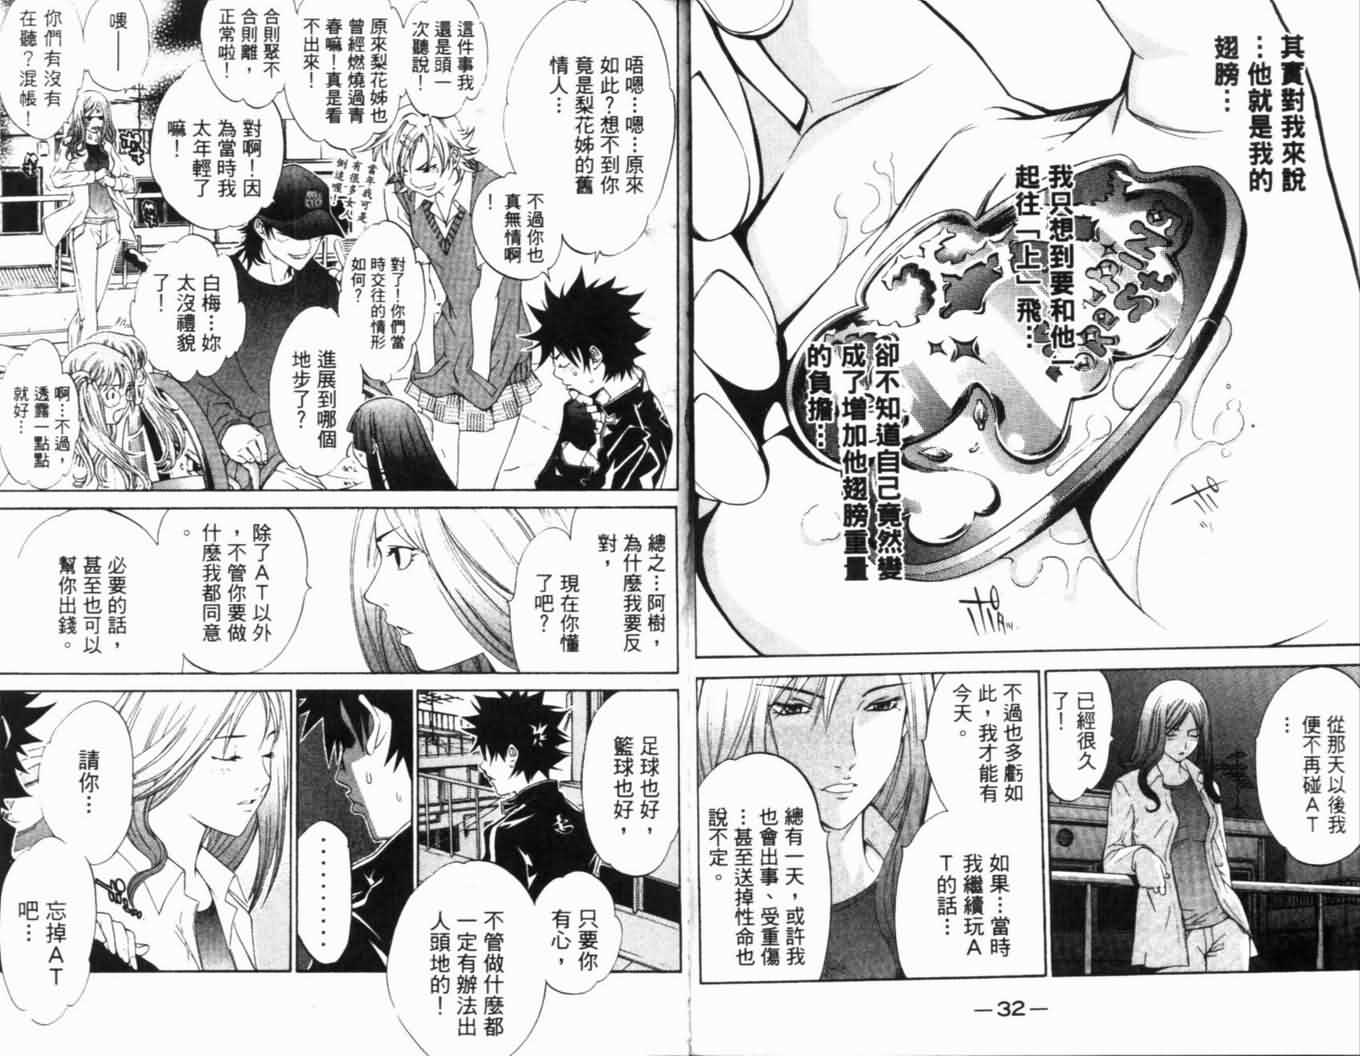 其實對我來說
…他就是我的
翅膀…
我只想到要和他一
起往「上」飛…
卻不知道自己竟然變
成了增加他翅膀重量
的負擔…
從那天以後我
便不再碰AT
…
已經很久
了！
不過也多虧如
此，我才能有
今天。
如果…當時
我繼續玩A
T的話…
總有一天，或許我
也會出事、受重傷
…甚至送掉性命也
說不定。
—32—
唔嗯…嗯…原來
如此？想不到你
竟是梨花姊的舊
情人…
不過你也
真無情啊
！
這件事我
還是頭一
次聽說！
原來梨花姊也
曾經燃燒過青
春嘛！真是看
不出來！
當年我可是
有很多女人
倒追喔！
合則聚不
合則離，
正常啦！
對啊！因
為當時我
太年輕了
嘛！
喂——
你們有沒有
在聽？混帳！
對了！你們當
時交往的情形
如何？
進展到哪個
地步了？
白梅…妳
太沒禮貌
了！
啊…不過，
透露一點點
就好…
總之…阿樹，
為什麼我要反
對，
現在你懂
了吧？
除了AT以外
，不管你要做
什麼我都同意
。
必要的話，
甚至也可以
幫你出錢。
足球也好，
籃球也好，
只要你
有心，
不管做什麼都
一定有辦法出
人頭地的！
………
請你…
忘掉AT
吧…